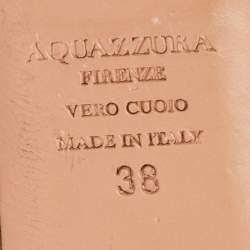 AQUAZZURA
FIRENZE
VERO CUOIO
MADE IN ITALY
38